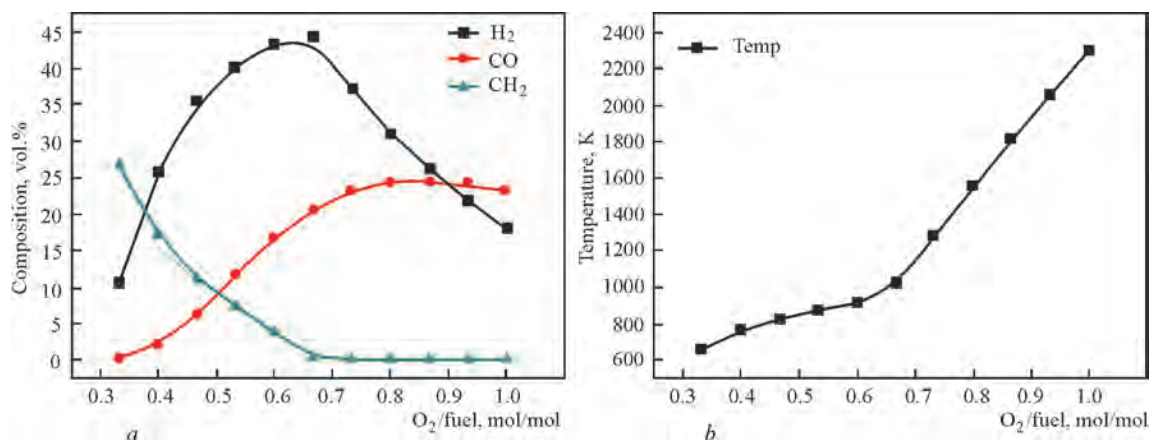 45
40
35
30
25
20
15
10
5
0
Composition, vol.%
H2
CO
CH2
0.3 0.4 0.5 0.6 0.7 0.8 0.9 1.0
O2/fuel, mol/mol
a
2400
2200
2000
1800
1600
1400
1200
1000
800
600
Temperature, K
Temp
0.3 0.4 0.5 0.6 0.7 0.8 0.9 1.0
O2/fuel, mol/mol
b